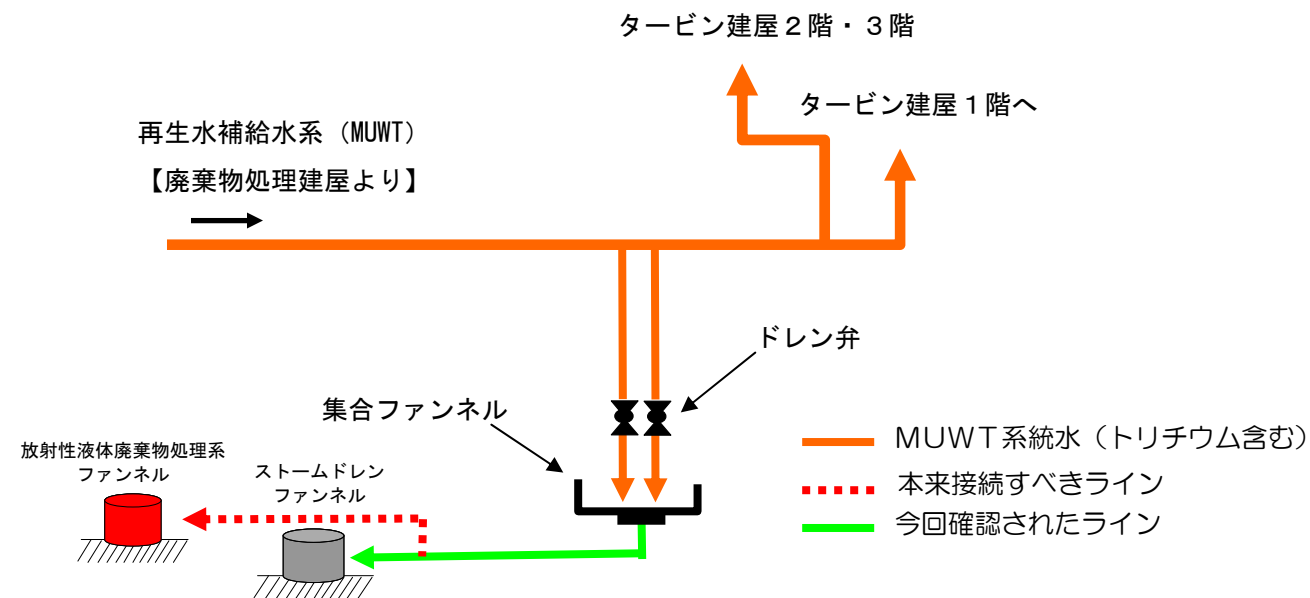 タービン建屋２階・３階
タービン建屋１階へ
再生水補給水系（MUWT）
【廃棄物処理建屋より】
ドレン弁
集合ファンネル
放射性液体廃棄物処理系
ファンネル
ストームドレン
ファンネル
ＭＵＷＴ系統水（トリチウム含む）
本来接続すべきライン
今回確認されたライン